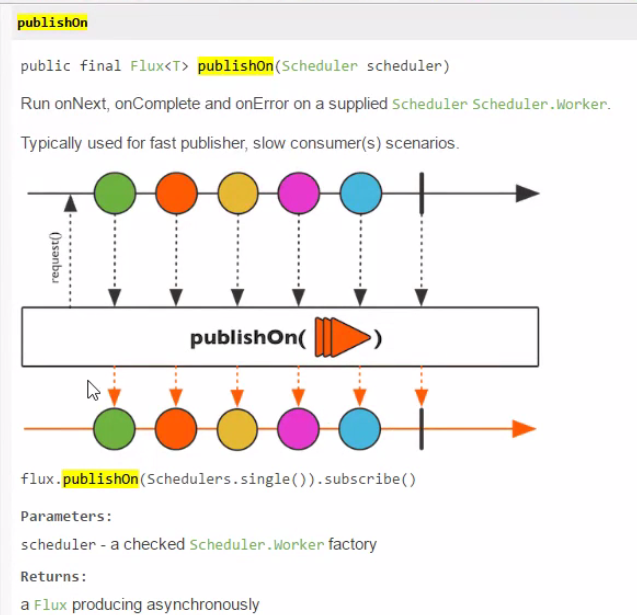 publishOn
public final Flux<T> publishOn(Scheduler scheduler)
Run onNext, onComplete and onError on a supplied Scheduler Scheduler.Worker.
Typically used for fast publisher, slow consumer(s) scenarios.
request()
publishOn( )
flux.publishOn(Schedulers.single()).subscribe()
Parameters:
scheduler - a checked Scheduler.Worker factory
Returns:
a Flux producing asynchronously